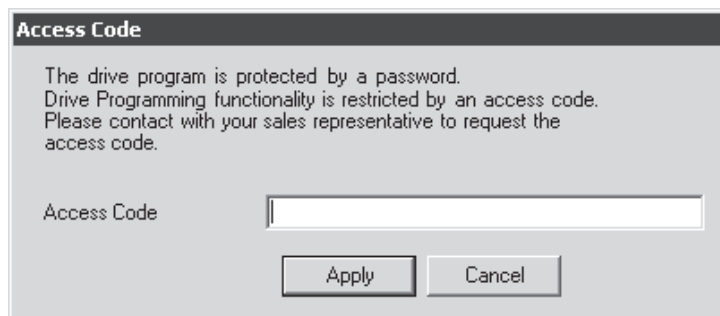 Access Code
The drive program is protected by a password.
Drive Programming functionality is restricted by an access code.
Please contact with your sales representative to request the
access code.
Access Code
Apply Cancel